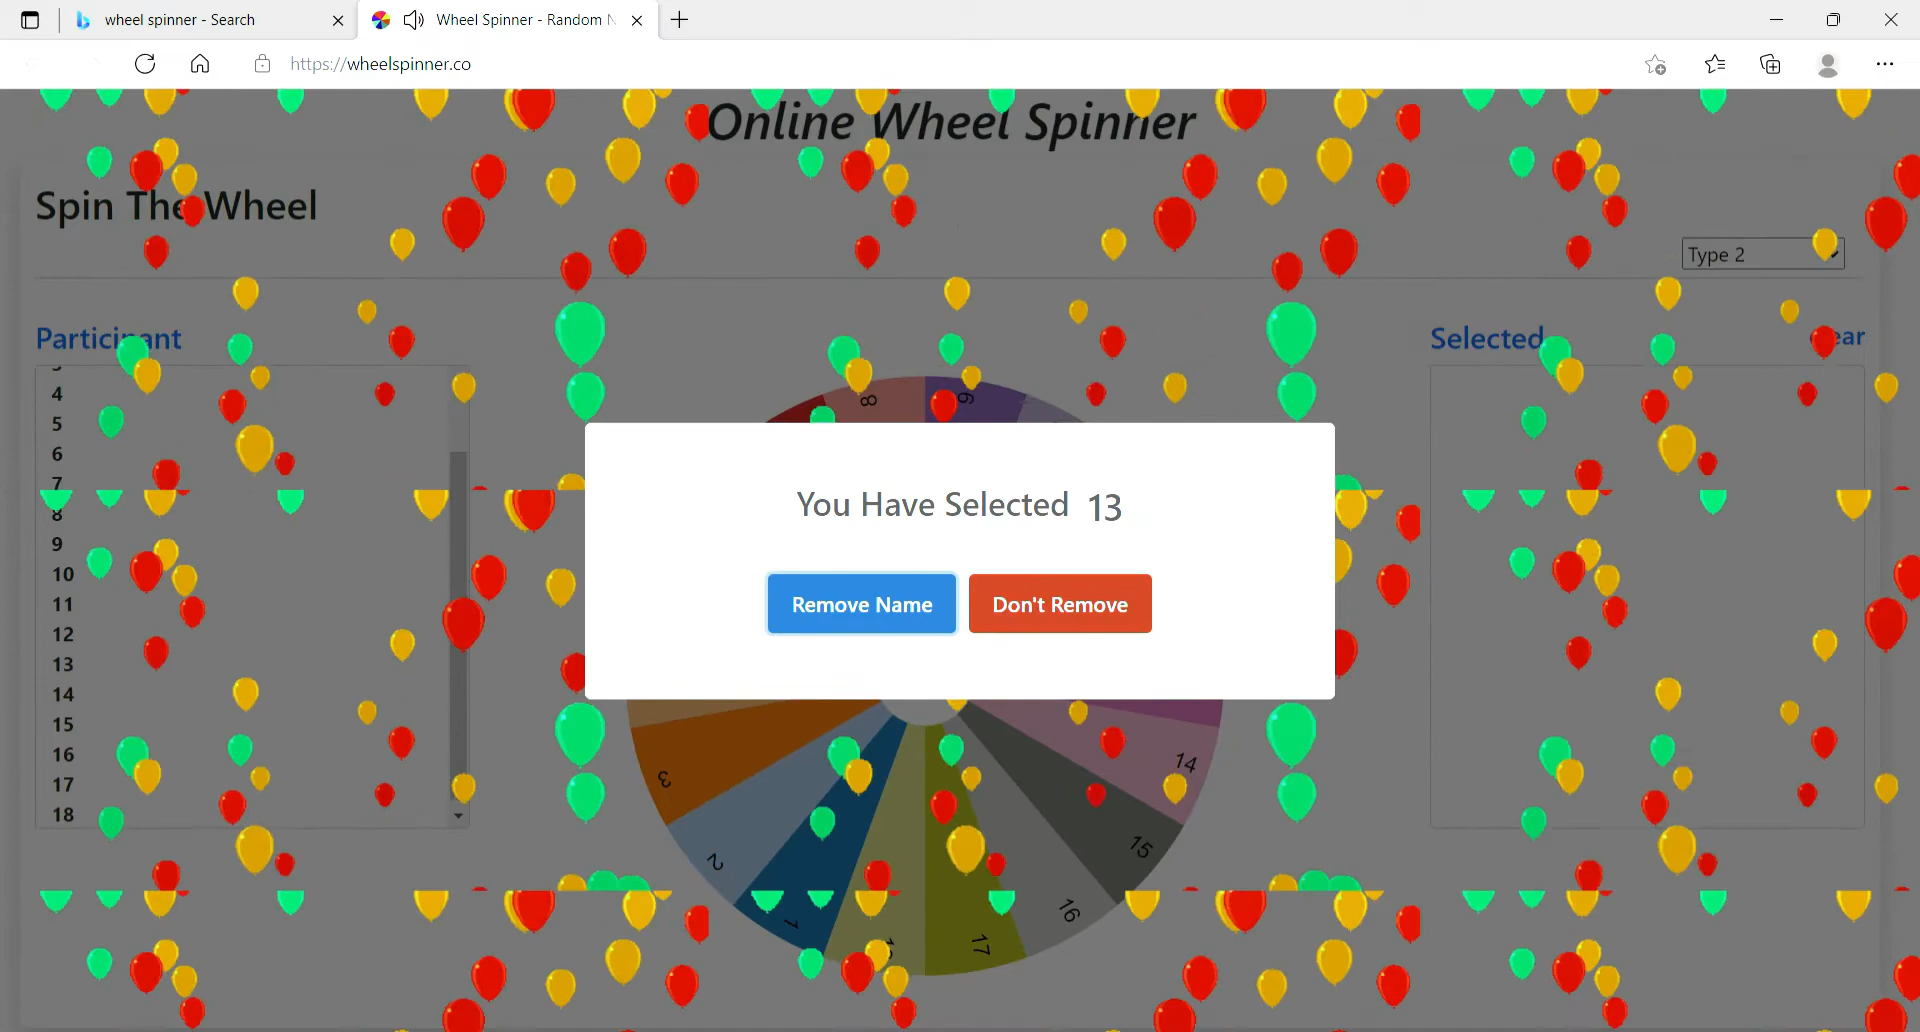 wheel spinner - Search
Wheel Spinner - Random N
https://wheelspinner.co
Online Wheel Spinner
Spin The Wheel
Type 2
Participant
Selected
4
5
6
7
8
9
10
11
12
13
14
15
16
17
18
8
9
You Have Selected 13
Remove Name
Don't Remove
3
2
1
17
16
15
14